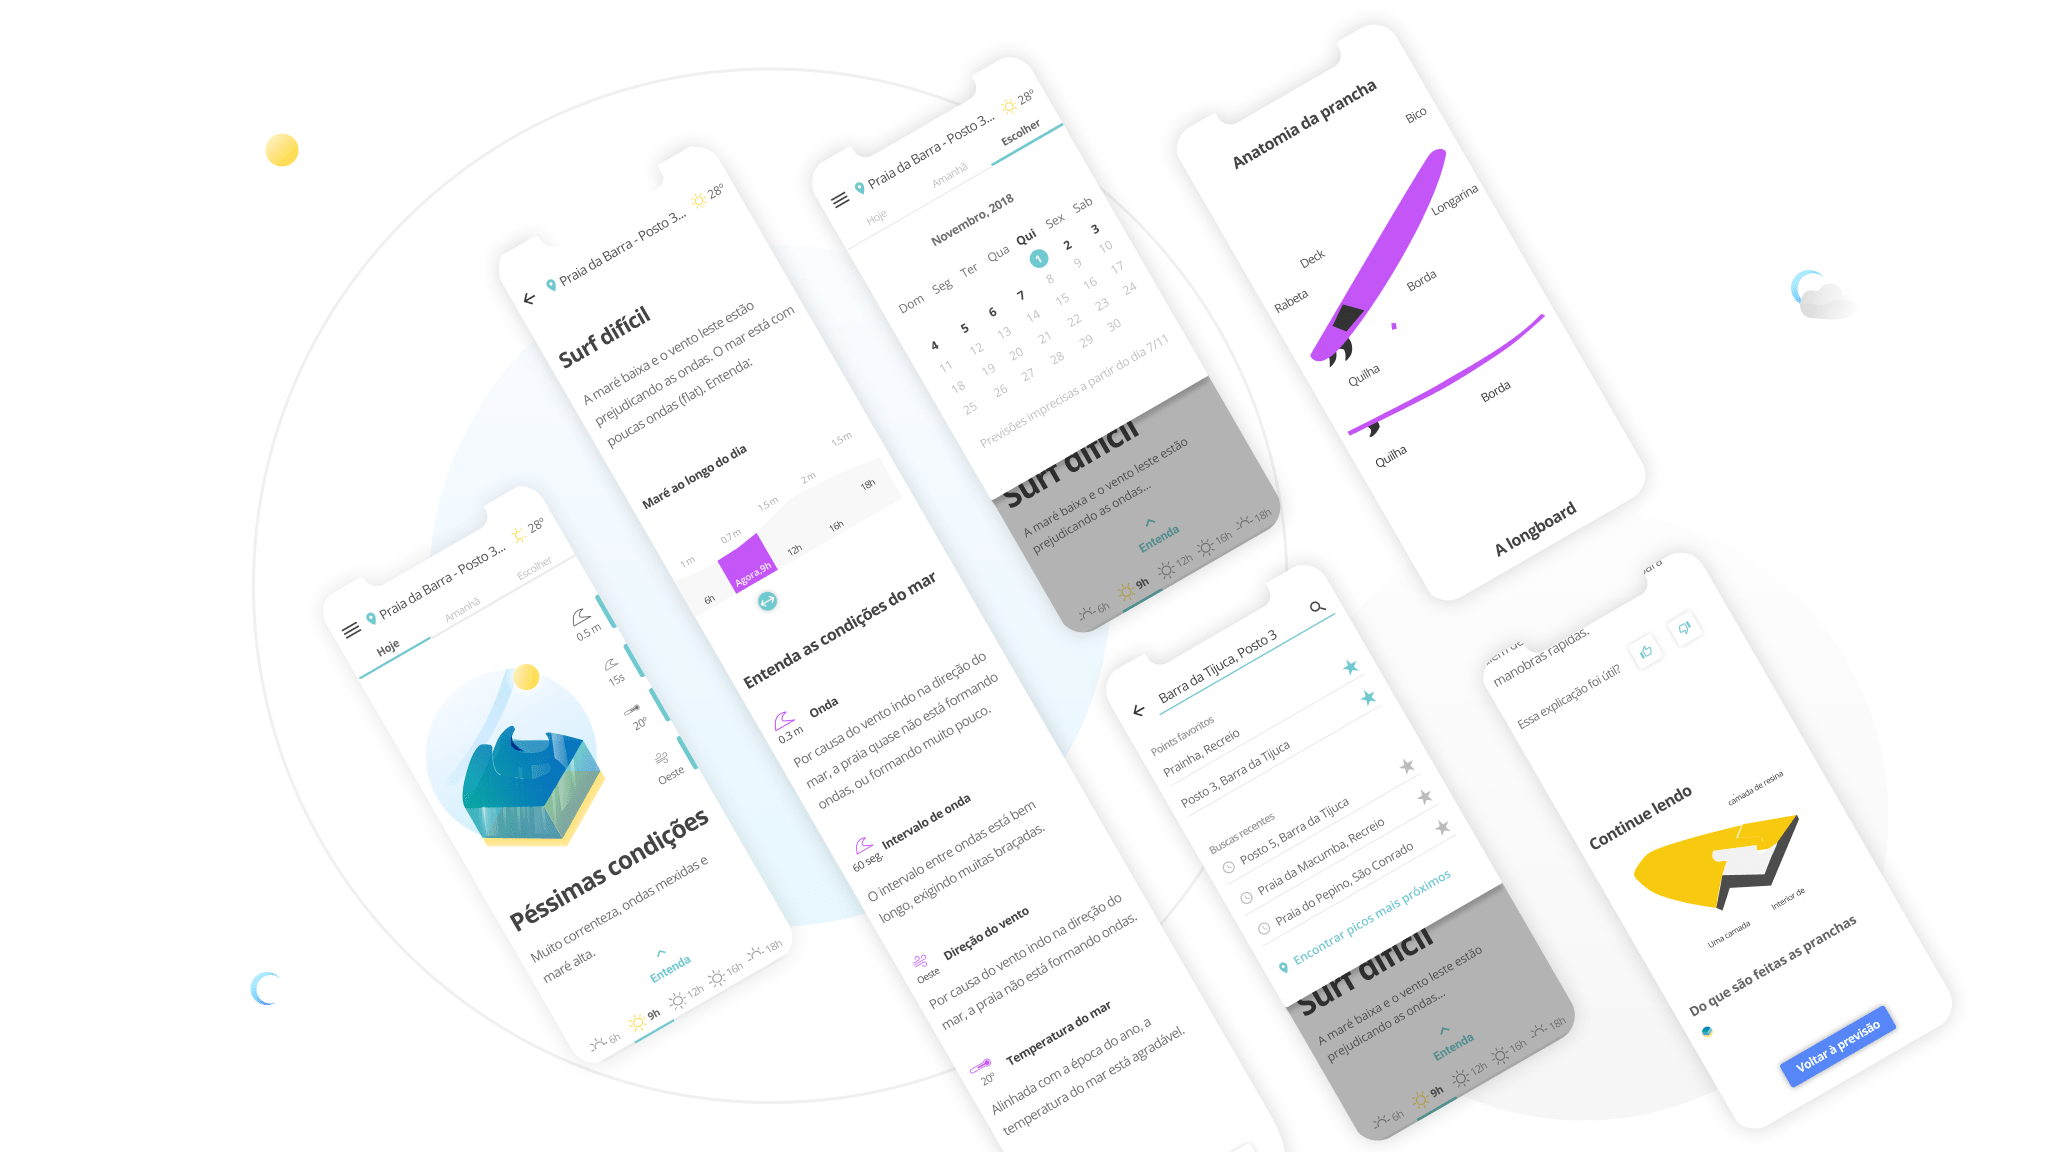 Praia da Barra - Posto 3... 28º
Hoje Amanhã Escolher
0.5 m
15s
20º
Oeste
Péssimas condições
Muito correnteza, ondas mexidas e
maré alta.
Entenda
6h 9h 12h 16h 18h
Praia da Barra - Posto 3... 28º
Surf difícil
A maré baixa e o vento leste estão
prejudicando as ondas. O mar está com
poucas ondas (flat). Entenda:
Maré ao longo do dia
1 m 0.7 m 1.5 m 2 m 1.5 m
6h Agora,9h 12h 16h 18h
Entenda as condições do mar
Onda
0.3 m
Por causa do vento indo na direção do
mar, a praia quase não está formando
ondas, ou formando muito pouco.
Intervalo de onda
60 seg.
O intervalo entre ondas está bem
longo, exigindo muitas braçadas.
Direção do vento
Oeste
Por causa do vento indo na direção do
mar, a praia não está formando ondas.
Temperatura do mar
20º
Alinhada com a época do ano, a
temperatura do mar está agradável.
Praia da Barra - Posto 3... 28º
Hoje Amanhã Escolher
Novembro, 2018
Dom Seg Ter Qua Qui Sex Sab
1 2 3
4 5 6 7 8 9 10
11 12 13 14 15 16 17
18 19 20 21 22 23 24
25 26 27 28 29 30
Previsões imprecisas a partir do dia 7/11
Surf difícil
A maré baixa e o vento leste estão
prejudicando as ondas...
Entenda
6h 9h 12h 16h 18h
Anatomia da prancha
Bico
Longarina
Deck
Borda
Rabeta
Quilha
Borda
Quilha
A longboard
Barra da Tijuca, Posto 3
Points favoritos
Prainha, Recreio
Posto 3, Barra da Tijuca
Buscas recentes
Posto 5, Barra da Tijuca
Praia da Macumba, Recreio
Praia do Pepino, São Conrado
Encontrar picos mais próximos
Surf difícil
A maré baixa e o vento leste estão
prejudicando as ondas...
Entenda
6h 9h 12h 16h 18h
manobras rapidas.
Essa explicação foi útil?
Continue lendo
camada de resina
Interior de
Uma camada
Do que são feitas as pranchas
Voltar à previsão